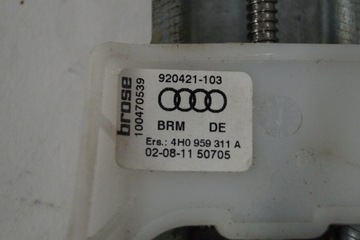 920421-103
brose
100470539
BRM DE
Ers.: 4H0 959 311 A
02-08-11 50705